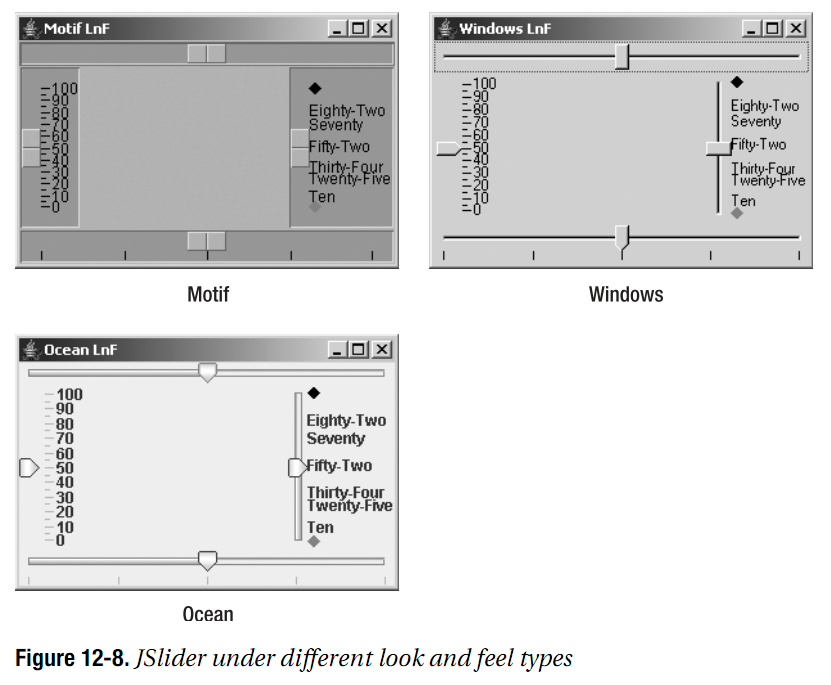 Motif LnF
100
90
80
70
60
50
40
30
20
10
0
Eighty-Two
Seventy
Fifty-Two
Thirty-Four
Twenty-Five
Ten
Motif
Windows LnF
100
90
80
70
60
50
40
30
20
10
0
Eighty-Two
Seventy
Fifty-Two
Thirty-Four
Twenty-Five
Ten
Windows
Ocean LnF
100
90
80
70
60
50
40
30
20
10
0
Eighty-Two
Seventy
Fifty-Two
Thirty-Four
Twenty-Five
Ten
Ocean
Figure 12-8. JSlider under different look and feel types